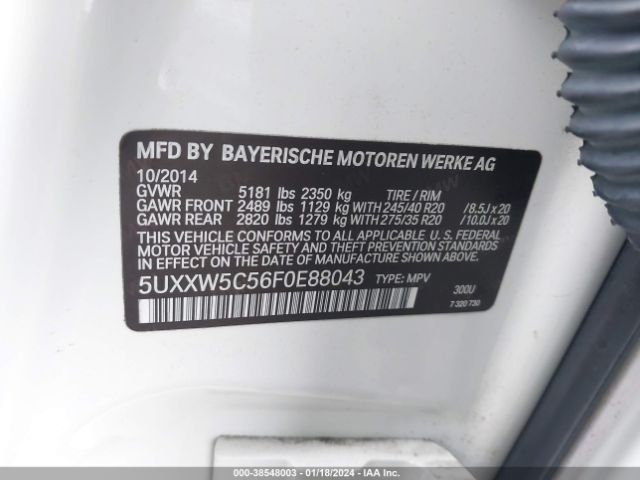 MFD BY BAYERISCHE MOTOREN WERKE AG
10/2014
GVWR 5181 lbs 2350 kg TIRE / RIM
GAWR FRONT 2489 lbs 1129 kg WITH 245/40 R20 / 8.5J x 20
GAWR REAR 2820 lbs 1279 kg WITH 275/35 R20 / 10.0J x 20
THIS VEHICLE CONFORMS TO ALL APPLICABLE U. S. FEDERAL
MOTOR VEHICLE SAFETY AND THEFT PREVENTION STANDARDS
IN EFFECT ON THE DATE OF MANUFACTURE SHOWN ABOVE.
5UXXW5C56F0E88043 TYPE: MPV
300U
7 320 730
000-38548003 - 01/18/2024 - IAAI.COM